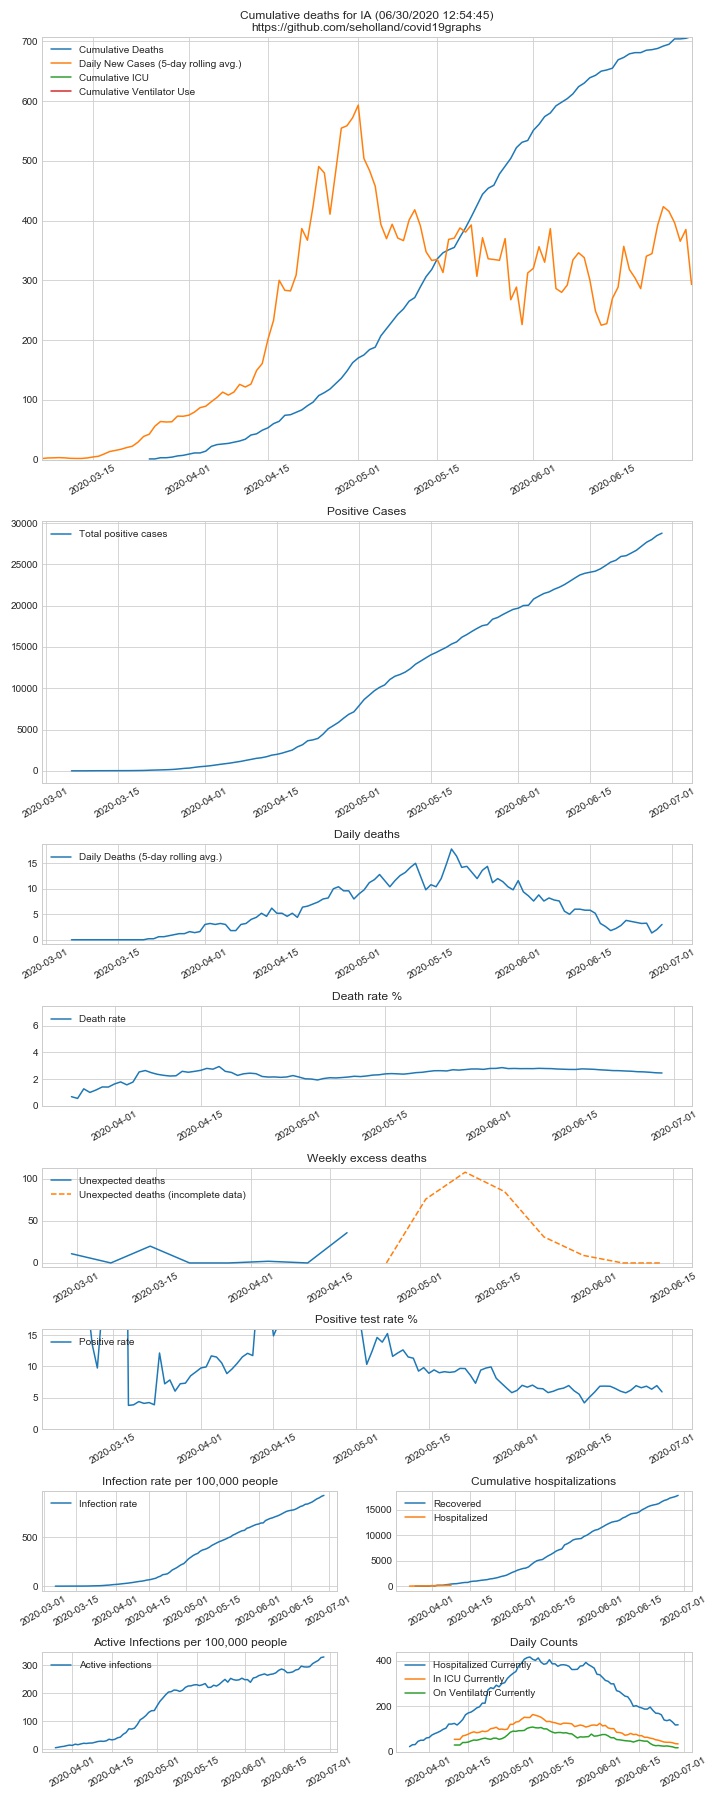 Cumulative deaths for IA (06/30/2020 12:54:45)
https://github.com/seholland/covid19graphs
Cumulative Deaths
Daily New Cases (5-day rolling avg.)
Cumulative ICU
Cumulative Ventilator Use
700
600
500
400
300
200
100
0
2020-03-15 2020-04-01 2020-04-15 2020-05-01 2020-05-15 2020-06-01 2020-06-15
Positive Cases
Total positive cases
30000
25000
20000
15000
10000
5000
0
2020-03-01 2020-03-15 2020-04-01 2020-04-15 2020-05-01 2020-05-15 2020-06-01 2020-06-15 2020-07-01
Daily deaths
Daily Deaths (5-day rolling avg.)
15
10
5
0
2020-03-01 2020-03-15 2020-04-01 2020-04-15 2020-05-01 2020-05-15 2020-06-01 2020-06-15 2020-07-01
Death rate %
Death rate
6
4
2
0
2020-04-01 2020-04-15 2020-05-01 2020-05-15 2020-06-01 2020-06-15 2020-07-01
Weekly excess deaths
Unexpected deaths
Unexpected deaths (incomplete data)
100
50
0
2020-03-01 2020-03-15 2020-04-01 2020-04-15 2020-05-01 2020-05-15 2020-06-01 2020-06-15
Positive test rate %
Positive rate
15
10
5
0
2020-03-15 2020-04-01 2020-04-15 2020-05-01 2020-05-15 2020-06-01 2020-06-15 2020-07-01
Infection rate per 100,000 people
Infection rate
500
0
2020-03-01 2020-03-15 2020-04-01 2020-04-15 2020-05-01 2020-05-15 2020-06-01 2020-06-15 2020-07-01
Cumulative hospitalizations
Recovered
Hospitalized
15000
10000
5000
0
2020-04-01 2020-04-15 2020-05-01 2020-05-15 2020-06-01 2020-06-15 2020-07-01
Active Infections per 100,000 people
Active infections
300
200
100
0
2020-04-01 2020-04-15 2020-05-01 2020-05-15 2020-06-01 2020-06-15 2020-07-01
Daily Counts
Hospitalized Currently
In ICU Currently
On Ventilator Currently
400
200
0
2020-04-01 2020-04-15 2020-05-01 2020-05-15 2020-06-01 2020-06-15 2020-07-01